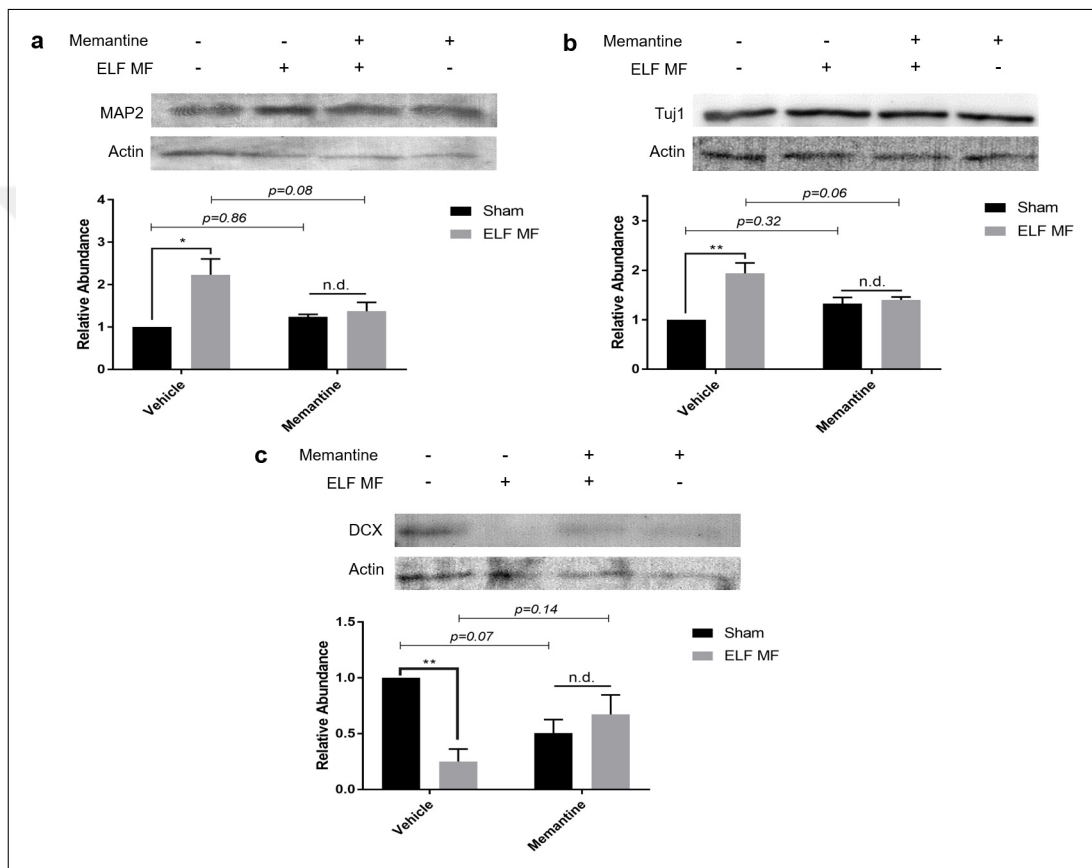 a
Memantine - - + +
ELF MF - + + -
MAP2
Actin
p=0.08
p=0.86
*
n.d.
4
3
2
1
0
Relative Abundance
Vehicle
Memantine
Sham
ELF MF
b
Memantine - - + +
ELF MF - + + -
Tuj1
Actin
p=0.06
p=0.32
**
n.d.
3
2
1
0
Relative Abundance
Vehicle
Memantine
Sham
ELF MF
c
Memantine - - + +
ELF MF - + + -
DCX
Actin
p=0.14
p=0.07
**
n.d.
1.5
1.0
0.5
0.0
Relative Abundance
Vehicle
Memantine
Sham
ELF MF